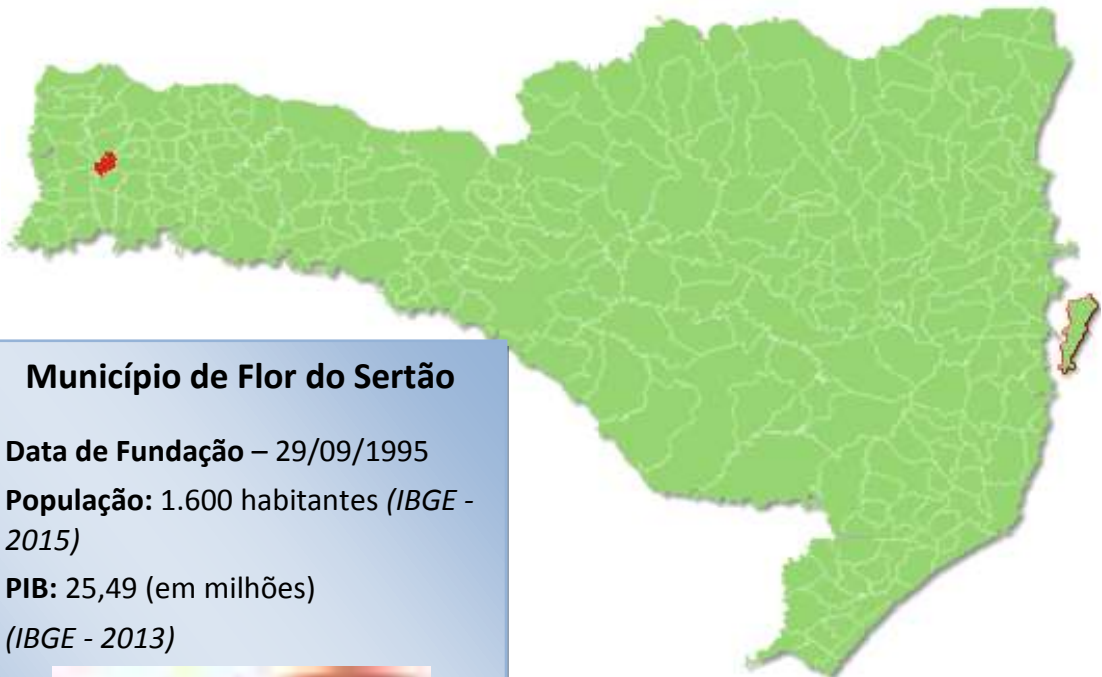 Município de Flor do Sertão
Data de Fundação – 29/09/1995
População: 1.600 habitantes (IBGE -
2015)
PIB: 25,49 (em milhões)
(IBGE - 2013)